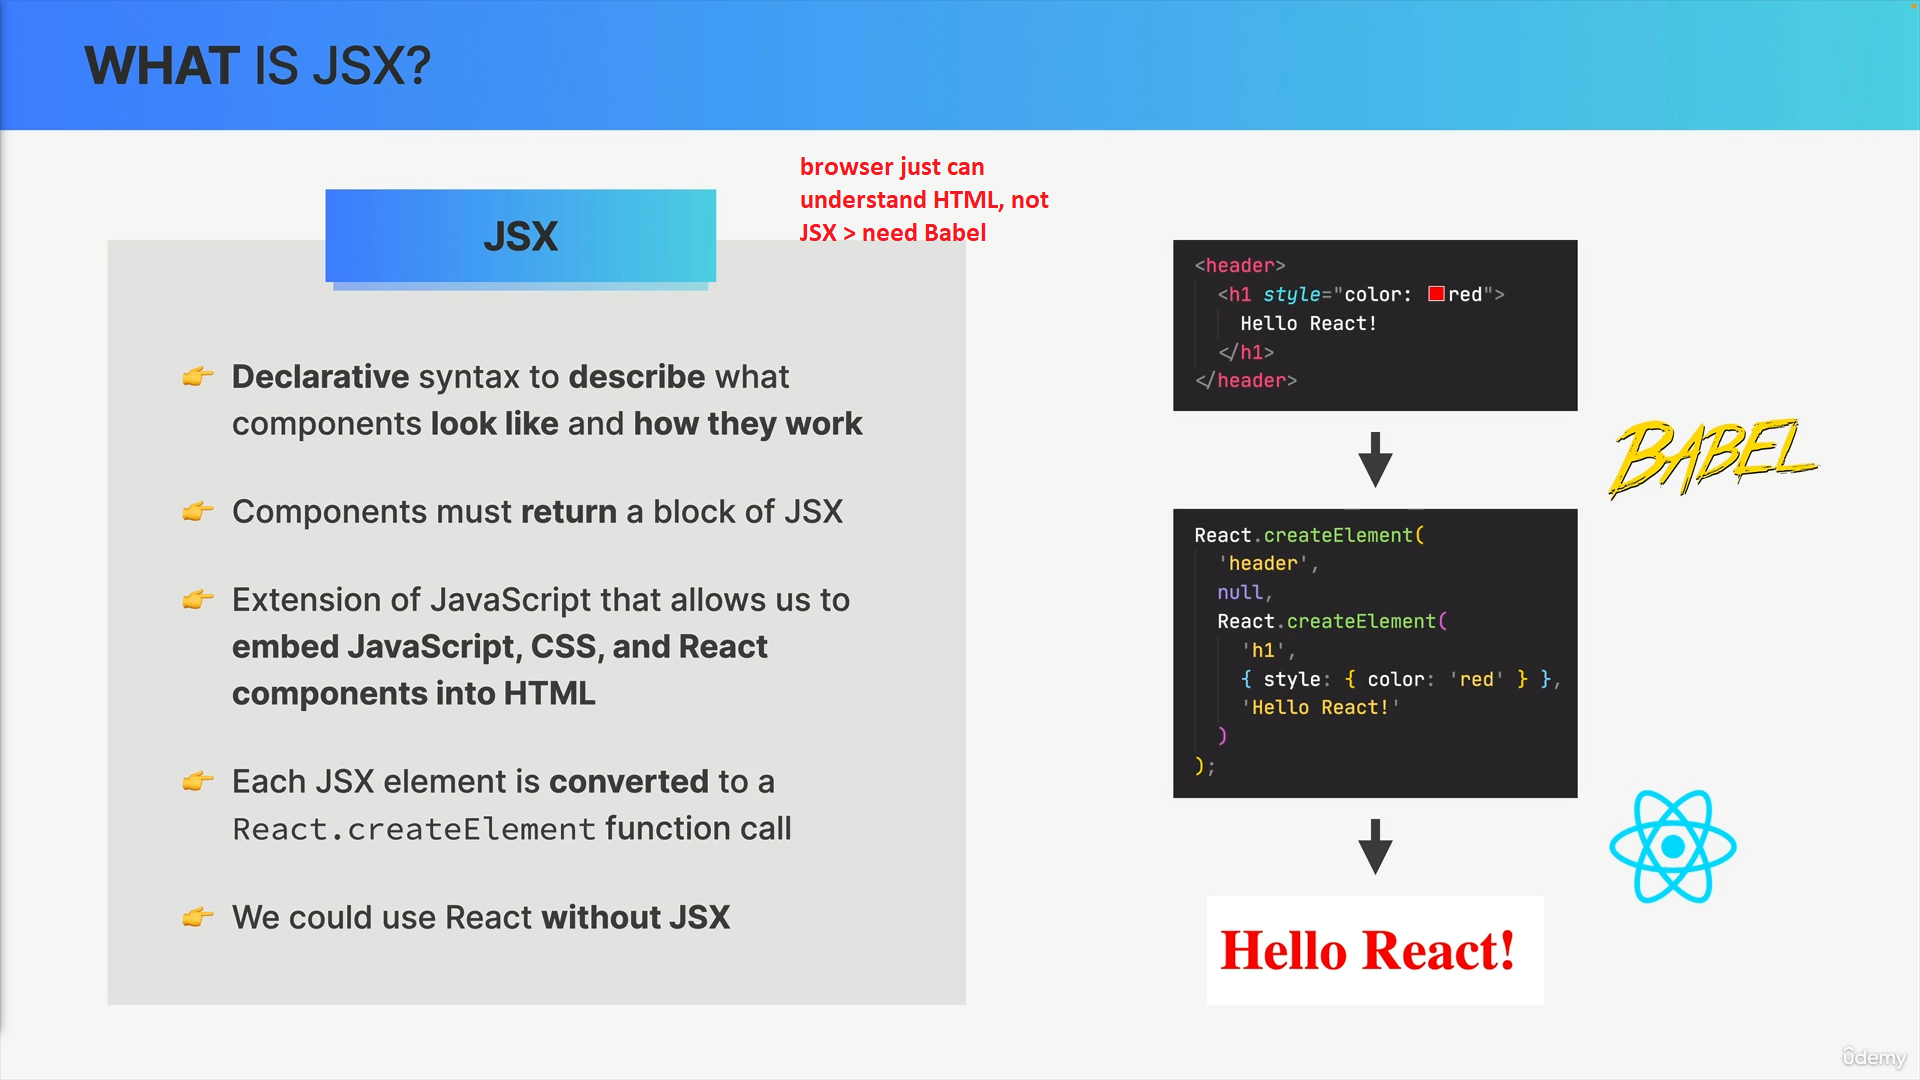 WHAT IS JSX?
browser just can
understand HTML, not
JSX > need Babel
JSX
👉 Declarative syntax to describe what
components look like and how they work
👉 Components must return a block of JSX
👉 Extension of JavaScript that allows us to
embed JavaScript, CSS, and React
components into HTML
👉 Each JSX element is converted to a
React.createElement function call
👉 We could use React without JSX
<header>
<h1 style="color: red">
Hello React!
</h1>
</header>
BABEL
React.createElement(
'header',
null,
React.createElement(
'h1',
{ style: { color: 'red' } },
'Hello React!'
)
);
Hello React!
ûdemy